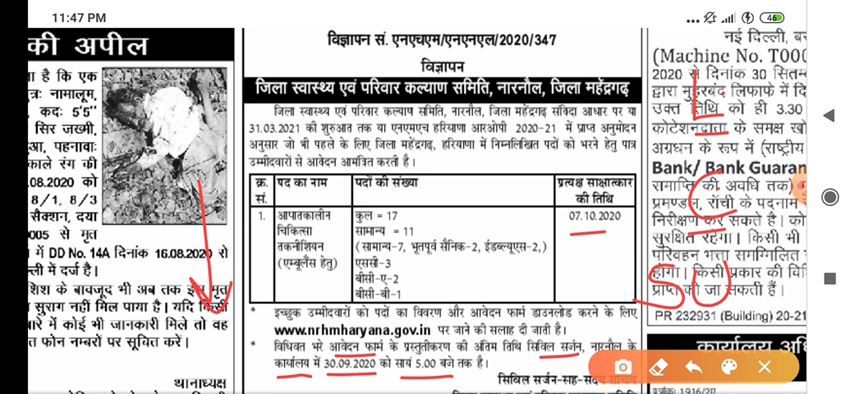 11:47 PM
46
की अपील
ा है कि एक
त्र: नामालूम,
कद: 5'5"
सिर जख्मी,
आ, पहनावाः
काले रंग की
.08.2020 को
8/1, 8/3
सैक्शन, दया
005 से मृत
में DD No. 14A दिनांक 16.08.2020 से
ली में दर्ज है।
शिश के बावजूद भी अब तक इस मृत
सुराग नहीं मिल पाया है। यदि किसी
बारे में कोई भी जानकारी मिले तो वह
त फोन नम्बरों पर सूचित करें।
थानाध्यक्ष
विज्ञापन सं. एनएचएम/एनएनएल/2020/347
विज्ञापन
जिला स्वास्थ्य एवं परिवार कल्याण समिति, नारनौल, जिला महेंद्रगढ़
जिला स्वास्थ्य एवं परिवार कल्याण समिति, नारनौल, जिला महेंद्रगढ़ संविदा आधार पर या
31.03.2021 की शुरुआत तक या एनएमएच हरियाणा आरओपी 2020-21 में प्राप्त अनुमोदन
अनुसार जो भी पहले के लिए जिला महेंद्रगढ़, हरियाणा में निम्नलिखित पदों को भरने हेतु पात्र
उम्मीदवारों से आवेदन आमंत्रित करती है।
क्र. सं. पद का नाम पदों की संख्या प्रत्यक्ष साक्षात्कार की तिथि
1. आपातकालीन कुल = 17 07.10.2020
चिकित्सा सामान्य = 11
तकनीशियन (सामान्य-7, भूतपूर्व सैनिक-2, ईडब्ल्यूएस-2,)
(एम्बूलैंस हेतु) एससी-3
बीसी-ए-2
बीसी-बी-1
* इच्छुक उम्मीदवारों को पदों का विवरण और आवेदन फार्म डाउनलोड करने के लिए
www.nrhmharyana.gov.in पर जाने की सलाह दी जाती है।
* विधिवत भरे आवेदन फार्म के प्रस्तुतीकरण की अंतिम तिथि सिविल सर्जन, नारनौल के
कार्यालय में 30.09.2020 को सायं 5.00 बजे तक है।
सिविल सर्जन-सह-सदस्य सचिव
नई दिल्ली,
(Machine No. T000
2020 से दिनांक 30 सितम
द्वारा मुहरबंद लिफाफे में दि
उक्त तिथि को ही 3.30
कोटेशनदाता के समक्ष खो
अग्रधन के रूप में (राष्ट्रीय
Bank/ Bank Guaran
समाप्ति की अवधि तक)
प्रमण्डल, राँची के पदनाम
निरीक्षण कर सकते है। को
सुरक्षित रहेगा। किसी भी
परिवहन भत्ता सम्मिलित
होगा। किसी प्रकार की वि
प्राप्त की जा सकती हैं।
PR 232931 (Building) 20-21
कार्यालय अधि